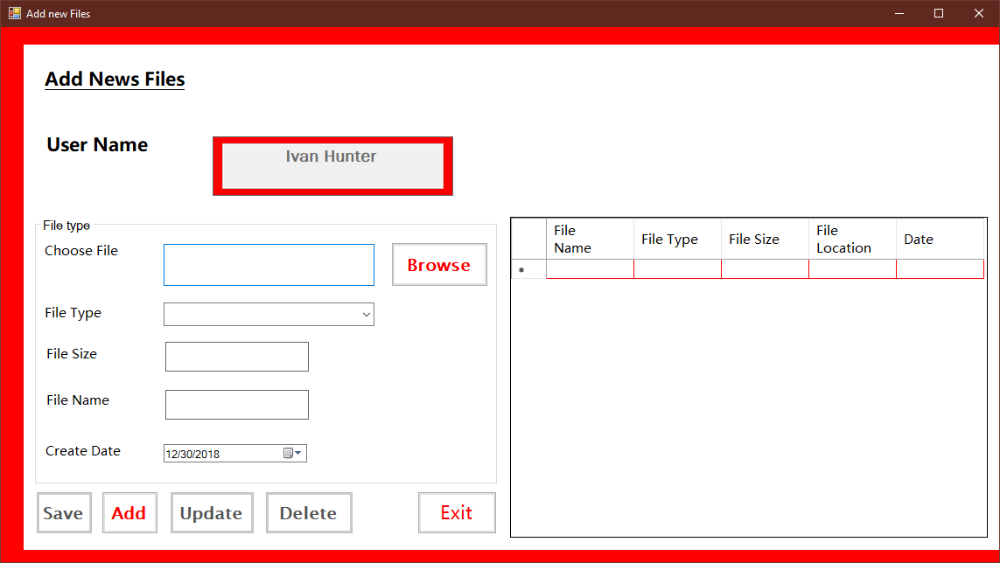 Add new Files
Add News Files
User Name
Ivan Hunter
File type
Choose File
Browse
File Type
File Size
File Name
Create Date
12/30/2018
Save
Add
Update
Delete
Exit
File
Name
File Type
File Size
File
Location
Date